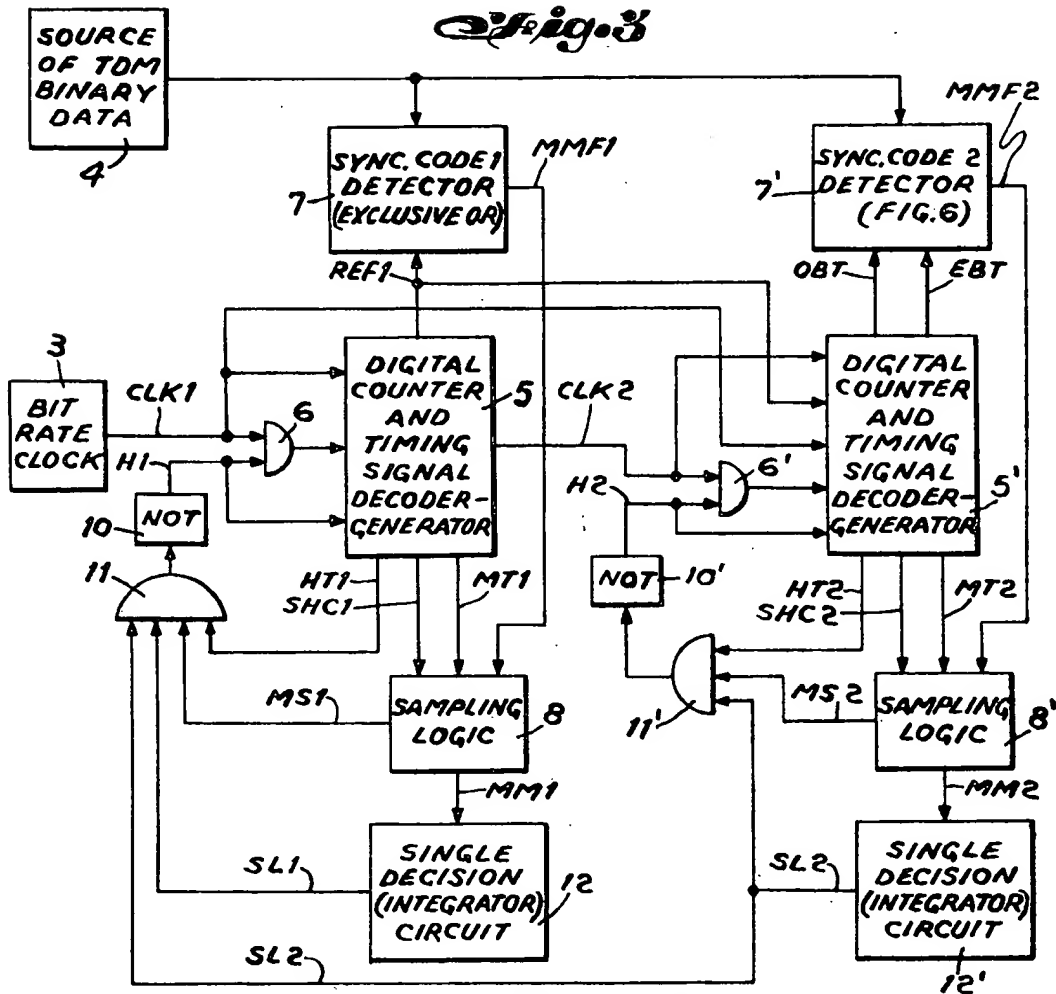 Fig.3
SOURCE
OF TDM
BINARY
DATA
4
MMF2
MMF1
SYNC. CODE 1
DETECTOR
(EXCLUSIVE OR)
7
SYNC. CODE 2
DETECTOR
(FIG. 6)
7'
REF1
OBT
EBT
3
BIT
RATE
CLOCK
CLK1
6
H1
DIGITAL
COUNTER
AND
TIMING
SIGNAL
DECODER-
GENERATOR
5
CLK2
6'
H2
DIGITAL
COUNTER
AND
TIMING
SIGNAL
DECODER-
GENERATOR
5'
NOT
10
11
HT1
SHC1
MT1
NOT
10'
HT2
SHC2
MT2
11'
MS1
SAMPLING
LOGIC
8
MS2
SAMPLING
LOGIC
8'
MM1
MM2
SL1
SINGLE
DECISION
(INTEGRATOR)
CIRCUIT
12
SL2
SINGLE
DECISION
(INTEGRATOR)
CIRCUIT
12'
SL2